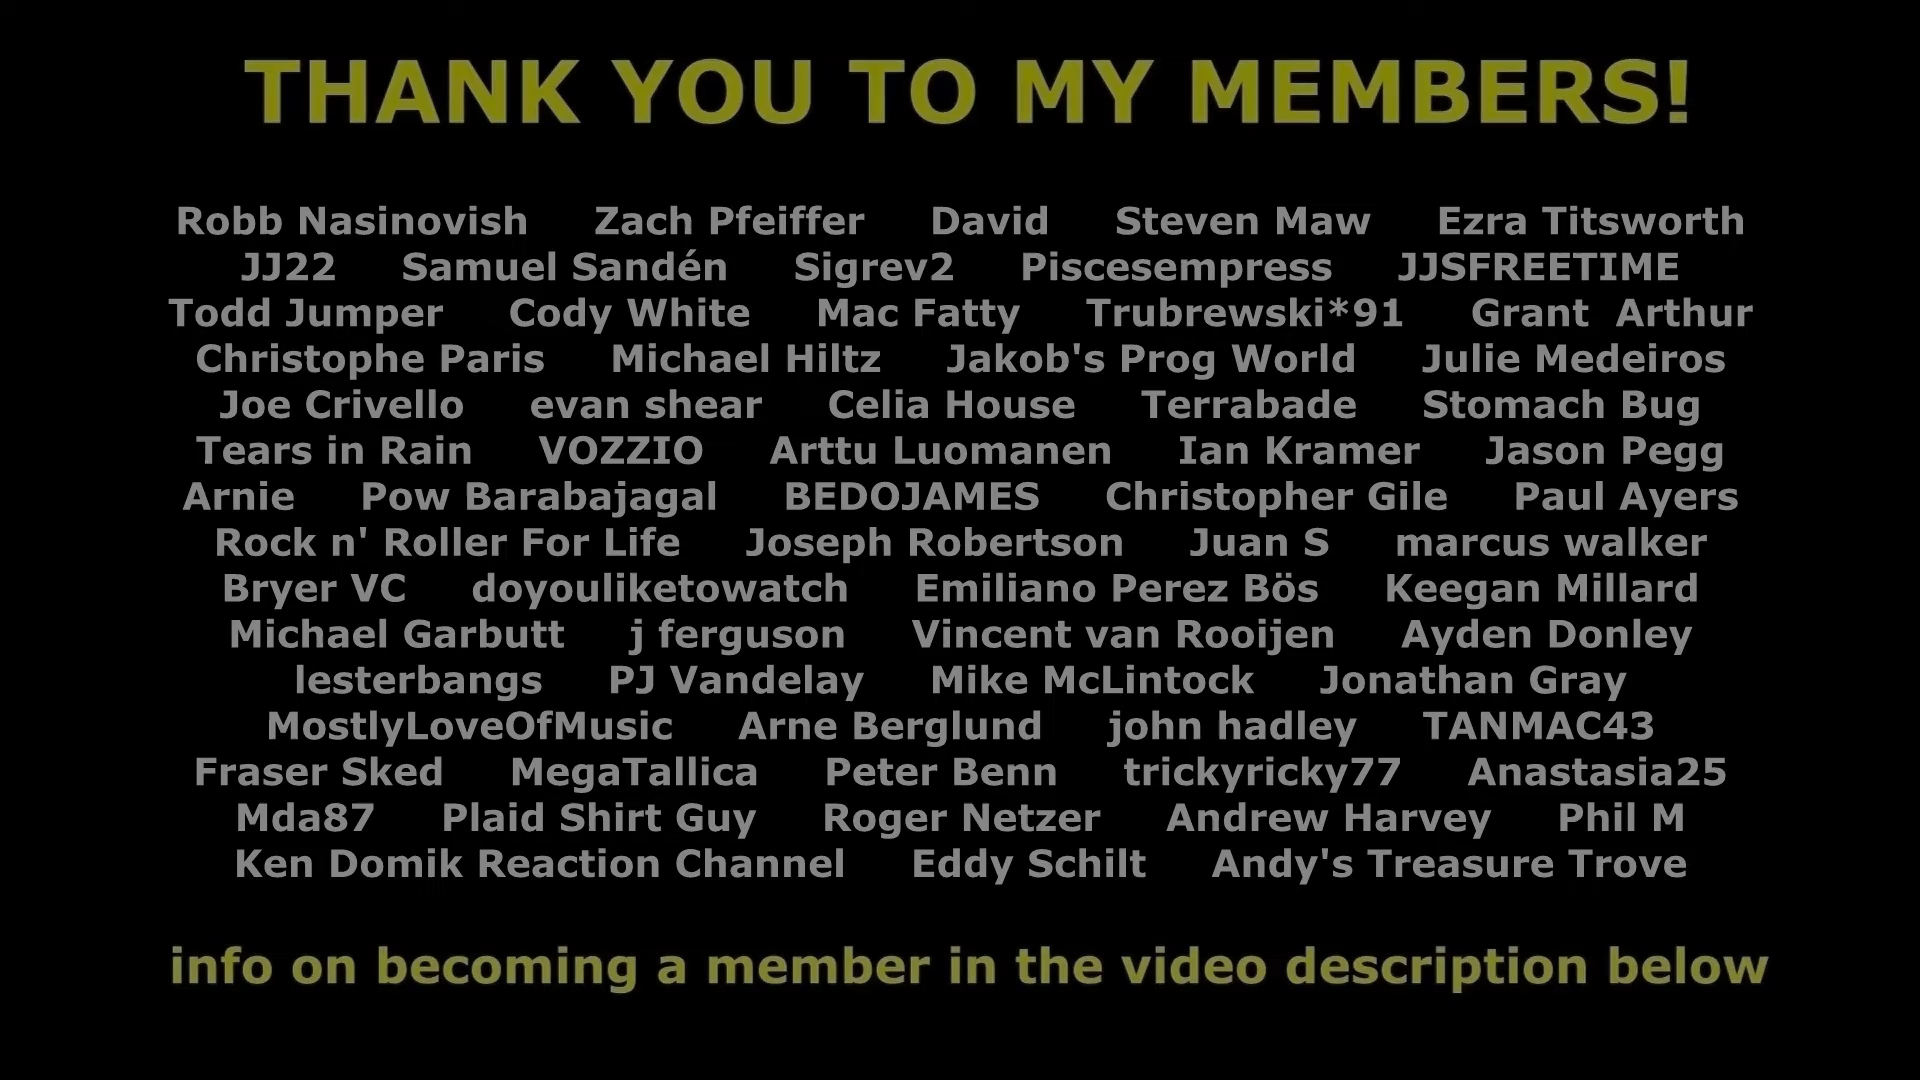 THANK YOU TO MY MEMBERS!
Robb Nasinovish Zach Pfeiffer David Steven Maw Ezra Titsworth
JJ22 Samuel Sandén Sigrev2 Piscesempress JJSFREETIME
Todd Jumper Cody White Mac Fatty Trubrewski*91 Grant Arthur
Christophe Paris Michael Hiltz Jakob's Prog World Julie Medeiros
Joe Crivello evan shear Celia House Terrabade Stomach Bug
Tears in Rain VOZZIO Arttu Luomanen Ian Kramer Jason Pegg
Arnie Pow Barabajagal BEDOJAMES Christopher Gile Paul Ayers
Rock n' Roller For Life Joseph Robertson Juan S marcus walker
Bryer VC doyouliketowatch Emiliano Perez Bös Keegan Millard
Michael Garbutt j ferguson Vincent van Rooijen Ayden Donley
lesterbangs PJ Vandelay Mike McLintock Jonathan Gray
MostlyLoveOfMusic Arne Berglund john hadley TANMAC43
Fraser Sked MegaTallica Peter Benn trickyricky77 Anastasia25
Mda87 Plaid Shirt Guy Roger Netzer Andrew Harvey Phil M
Ken Domik Reaction Channel Eddy Schilt Andy's Treasure Trove
info on becoming a member in the video description below